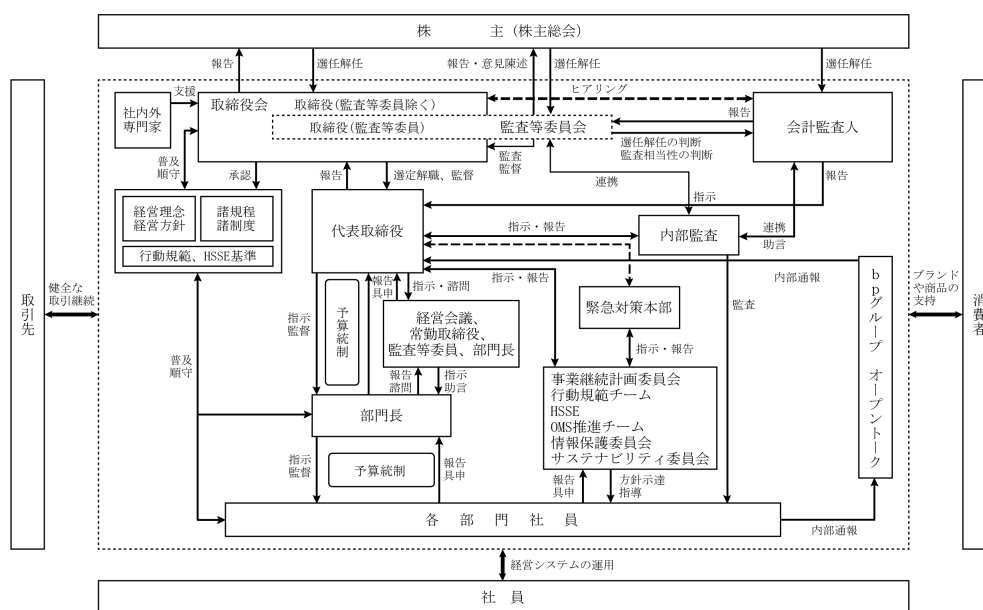 株　　主（株主総会）
報告
選任解任
報告・意見陳述
選任解任
選任解任
支援
社内外
専門家
取締役会
取締役(監査等委員除く)
取締役(監査等委員)
監査等委員会
ヒアリング
報告
選任解任の判断
監査相当性の判断
会計監査人
普及
順守
承認
報告
選定解職、監督
監査
監督
連携
指示
報告
経営理念
経営方針
諸規程
諸制度
行動規範、HSSE基準
代表取締役
指示・報告
内部監査
連携
助言
内部通報
指示・報告
監査
報告
具申
指示・諮問
予算統制
指示
監督
経営会議、
常勤取締役、
監査等委員、部門長
緊急対策本部
指示・報告
報告
諮問
指示
助言
事業継続計画委員会
行動規範チーム
HSSE
OMS推進チーム
情報保護委員会
サステナビリティ委員会
普及
順守
部門長
指示
監督
予算統制
報告
具申
報告
具申
方針示達
指導
各　部　門　社　員
内部通報
bpグループ　オープントーク
取引先
健全な
取引継続
ブランド
や商品の
支持
消費者
経営システムの運用
社　員